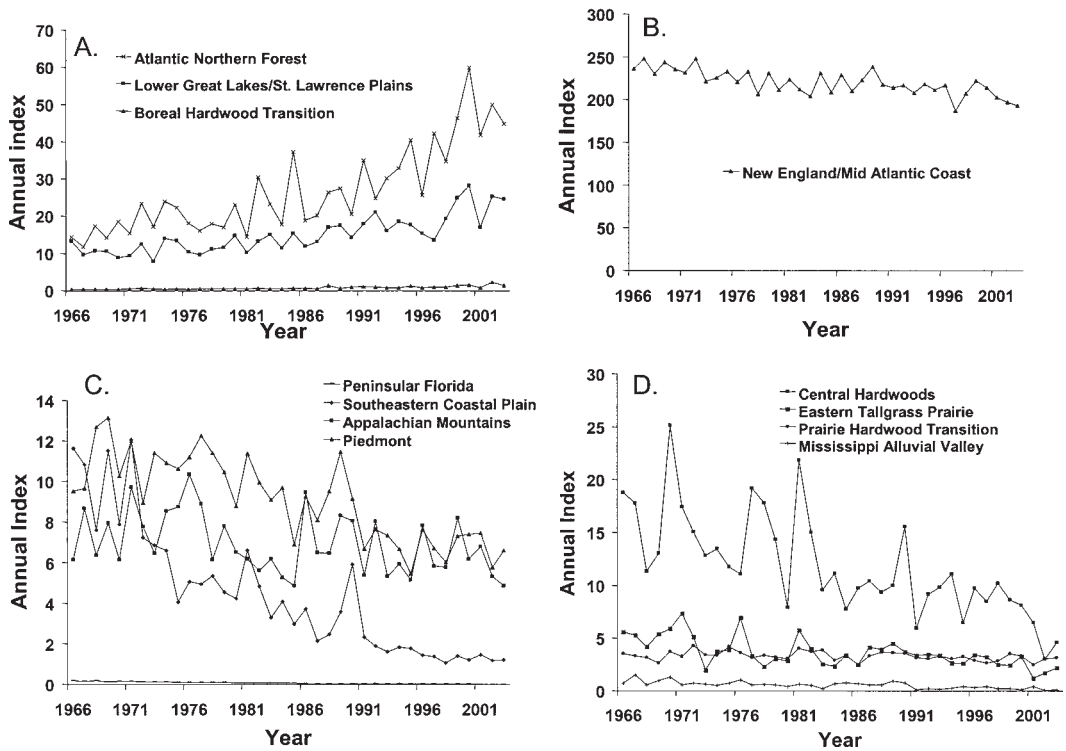 A.
Atlantic Northern Forest
Lower Great Lakes/St. Lawrence Plains
Boreal Hardwood Transition
Annual index
70
60
50
40
30
20
10
0
1966 1971 1976 1981 1986 1991 1996 2001
Year
B.
New England/Mid Atlantic Coast
Annual Index
300
250
200
150
100
50
0
1966 1971 1976 1981 1986 1991 1996 2001
Year
C.
Peninsular Florida
Southeastern Coastal Plain
Appalachian Mountains
Piedmont
Annual Index
14
12
10
8
6
4
2
0
1966 1971 1976 1981 1986 1991 1996 2001
Year
D.
Central Hardwoods
Eastern Tallgrass Prairie
Prairie Hardwood Transition
Mississippi Alluvial Valley
Annual Index
30
25
20
15
10
5
0
1966 1971 1976 1981 1986 1991 1996 2001
Year